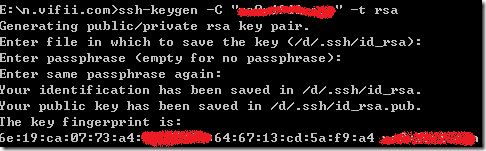 E:\n.vifii.com>ssh-keygen -C "" -t rsa
Generating public/private rsa key pair.
Enter file in which to save the key (/d/.ssh/id_rsa):
Enter passphrase (empty for no passphrase):
Enter same passphrase again:
Your identification has been saved in /d/.ssh/id_rsa.
Your public key has been saved in /d/.ssh/id_rsa.pub.
The key fingerprint is:
6e:19:ca:07:73:a4: 64:67:13:cd:5a:f9:a4